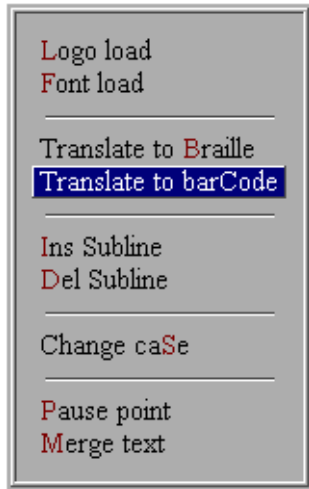 Logo load
Font load
Translate to Braille
Translate to barCode
Ins Subline
Del Subline
Change caSe
Pause point
Merge text